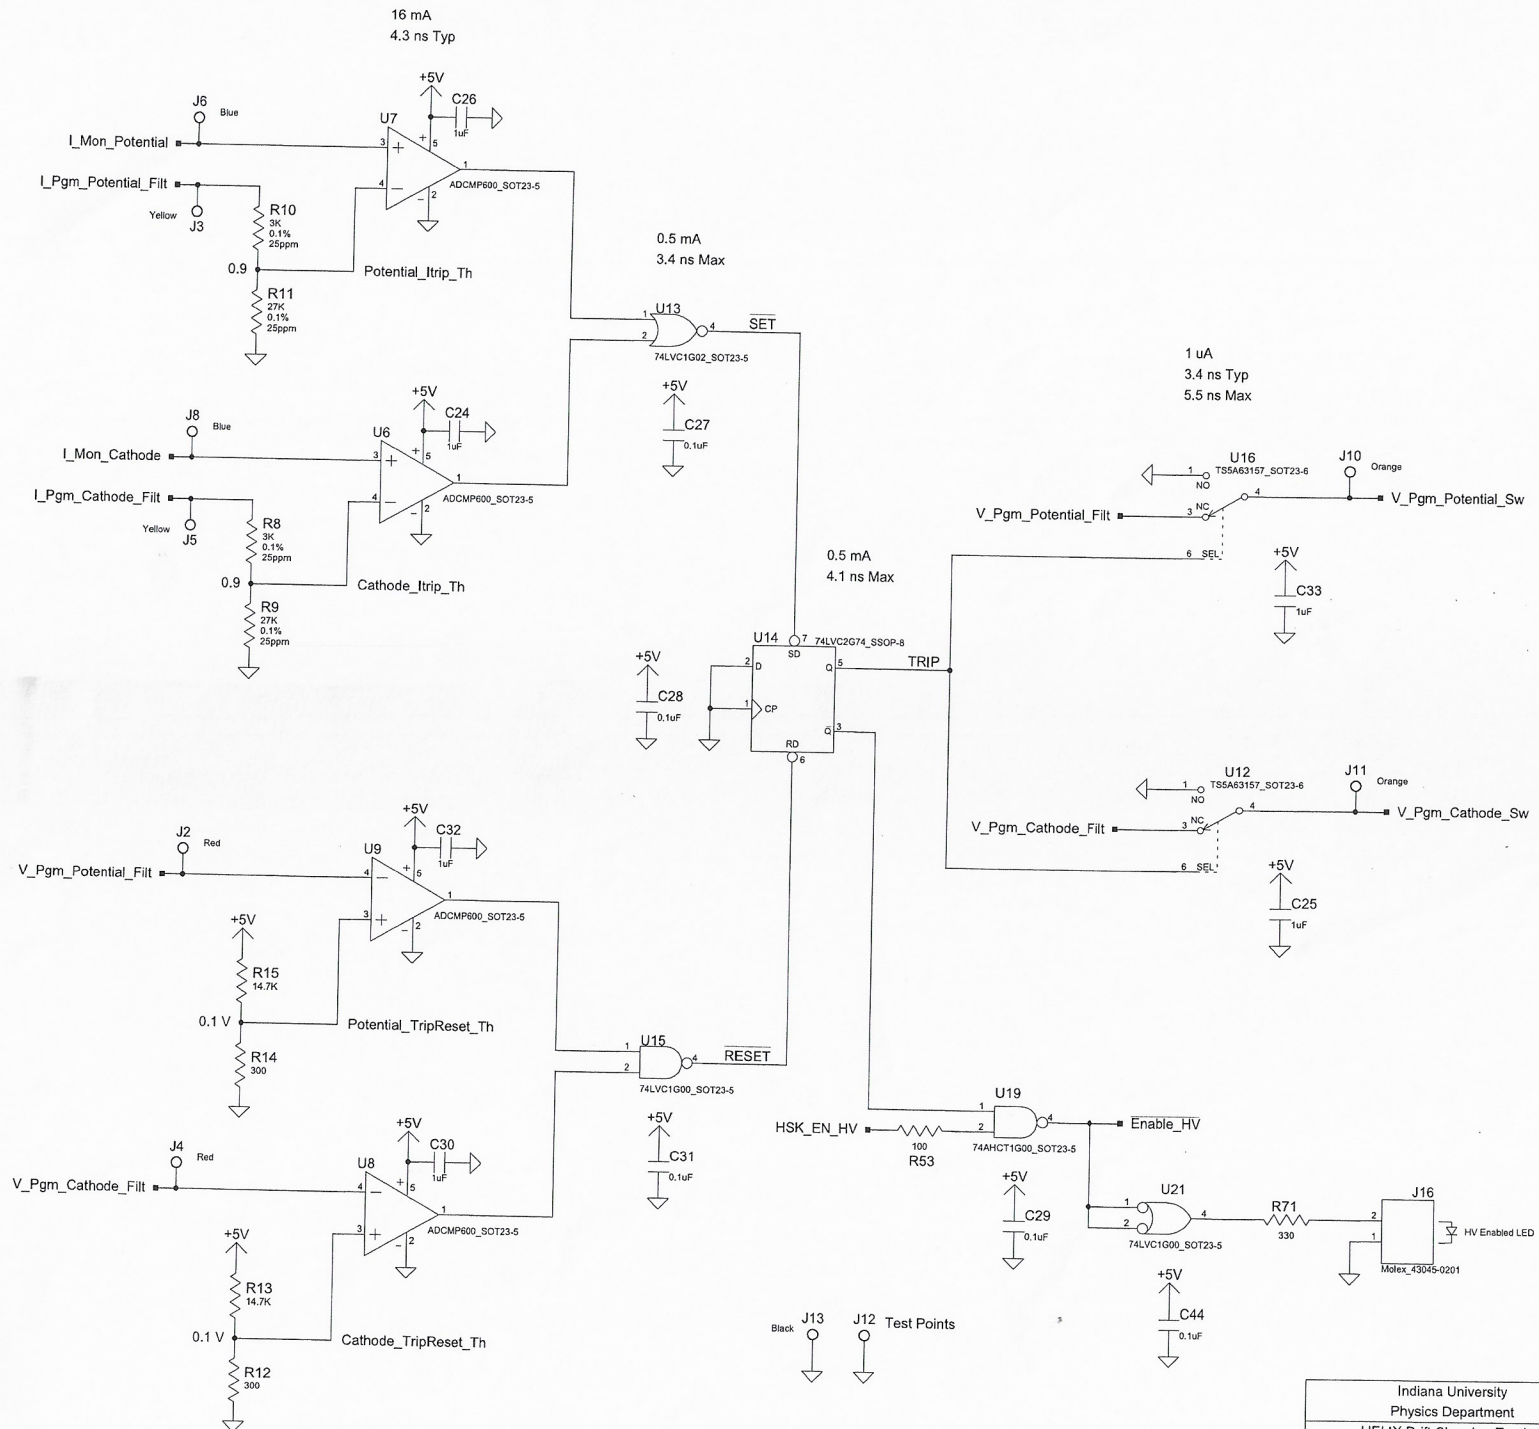 16 mA
4.3 ns Typ
+5V
C26
1uF
J6
Blue
U7
I_Mon_Potential
3
+
+
5
1
I_Pgm_Potential_Filt
4
−
−
2
ADCMP600_SOT23-5
Yellow
J3
R10
3K
0.1%
25ppm
0.9
Potential_Itrip_Th
R11
27K
0.1%
25ppm
0.5 mA
3.4 ns Max
U13
1
2
4
SET
74LVC1G02_SOT23-5
+5V
C27
0.1uF
+5V
C24
1uF
J8
Blue
U6
I_Mon_Cathode
3
+
+
5
1
I_Pgm_Cathode_Filt
4
−
−
2
ADCMP600_SOT23-5
Yellow
J5
R8
3K
0.1%
25ppm
0.9
Cathode_Itrip_Th
R9
27K
0.1%
25ppm
1 uA
3.4 ns Typ
5.5 ns Max
U16
TS5A63157_SOT23-6
J10
Orange
1
NO
4
V_Pgm_Potential_Sw
V_Pgm_Potential_Filt
3
NC
6
SEL
+5V
C33
1uF
0.5 mA
4.1 ns Max
U14
7
74LVC2G74_SSOP-8
SD
2
D
Q
5
TRIP
1
CP
Q
3
RD
6
+5V
C28
0.1uF
U12
TS5A63157_SOT23-6
J11
Orange
1
NO
4
V_Pgm_Cathode_Sw
V_Pgm_Cathode_Filt
3
NC
6
SEL
+5V
C25
1uF
+5V
C32
1uF
J2
Red
U9
V_Pgm_Potential_Filt
4
−
+
5
1
3
+
−
2
ADCMP600_SOT23-5
+5V
R15
14.7K
0.1 V
Potential_TripReset_Th
R14
300
U15
1
2
4
RESET
74LVC1G00_SOT23-5
+5V
C31
0.1uF
+5V
C30
1uF
J4
Red
U8
V_Pgm_Cathode_Filt
4
−
+
5
1
3
+
−
2
ADCMP600_SOT23-5
+5V
R13
14.7K
0.1 V
Cathode_TripReset_Th
R12
300
U19
1
HSK_EN_HV
100
R53
2
4
Enable_HV
74AHCT1G00_SOT23-5
+5V
C29
0.1uF
U21
1
2
4
74LVC1G00_SOT23-5
R71
330
J16
2
1
HV Enabled LED
Molex_43045-0201
+5V
C44
0.1uF
Black
J13
J12
Test Points
Indiana University
Physics Department